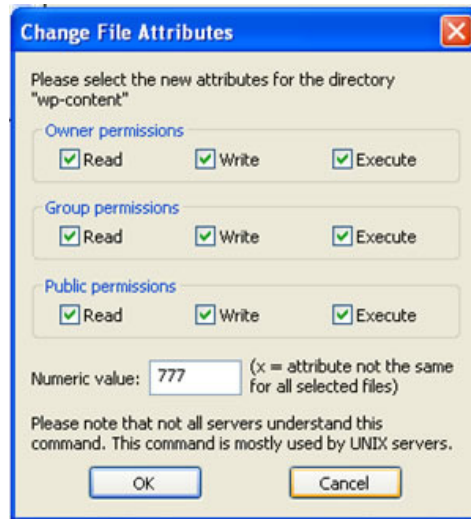 Change File Attributes
Please select the new attributes for the directory
"wp-content"
Owner permissions
Read Write Execute
Group permissions
Read Write Execute
Public permissions
Read Write Execute
Numeric value: 777 (x = attribute not the same
for all selected files)
Please note that not all servers understand this
command. This command is mostly used by UNIX servers.
OK Cancel